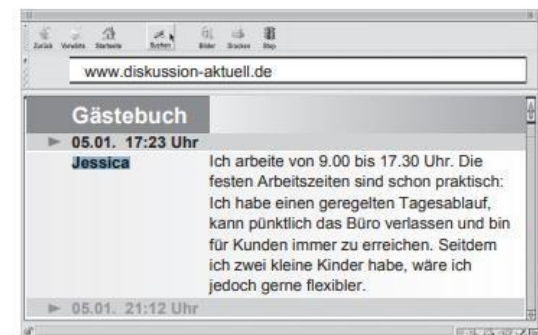 Zurück Vorwärts Startseite Suchen Bilder Drucken Stop
www.diskussion-aktuell.de
Gästebuch
05.01. 17:23 Uhr
Jessica
Ich arbeite von 9.00 bis 17.30 Uhr. Die
festen Arbeitszeiten sind schon praktisch:
Ich habe einen geregelten Tagesablauf,
kann pünktlich das Büro verlassen und bin
für Kunden immer zu erreichen. Seitdem
ich zwei kleine Kinder habe, wäre ich
jedoch gerne flexibler.
05.01. 21:12 Uhr